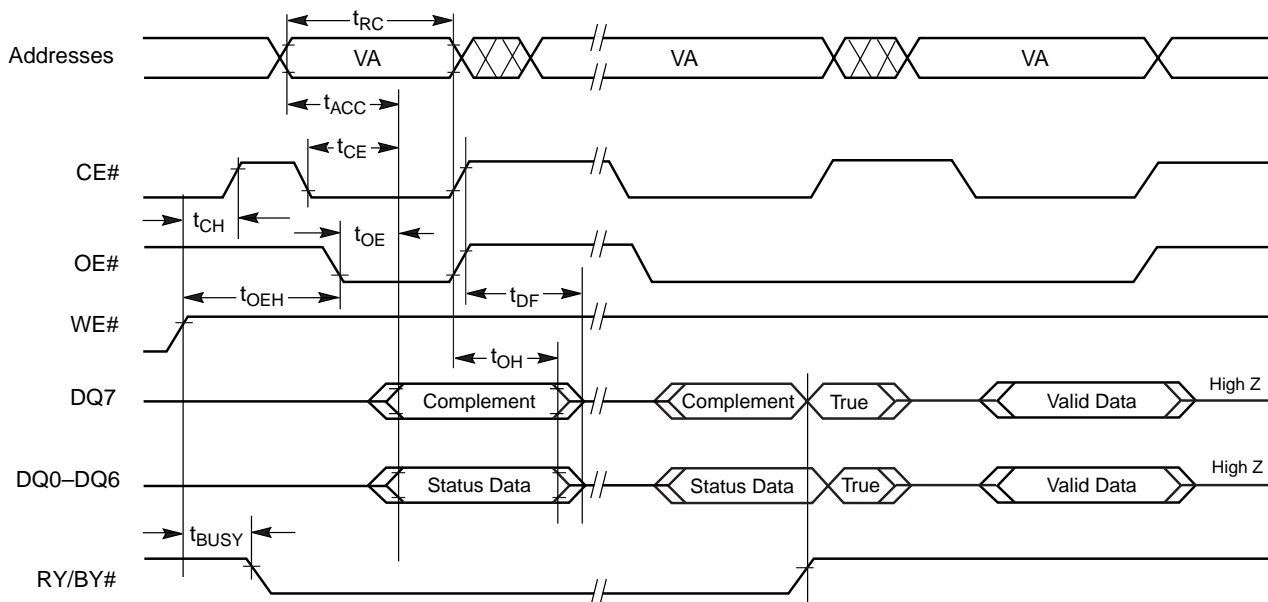 tRC
Addresses VA VA VA
tACC
tCE
CE#
tCH tOE
OE#
tOEH tDF
WE#
tOH
DQ7 Complement Complement True Valid Data High Z
DQ0–DQ6 Status Data Status Data True Valid Data High Z
tBUSY
RY/BY#